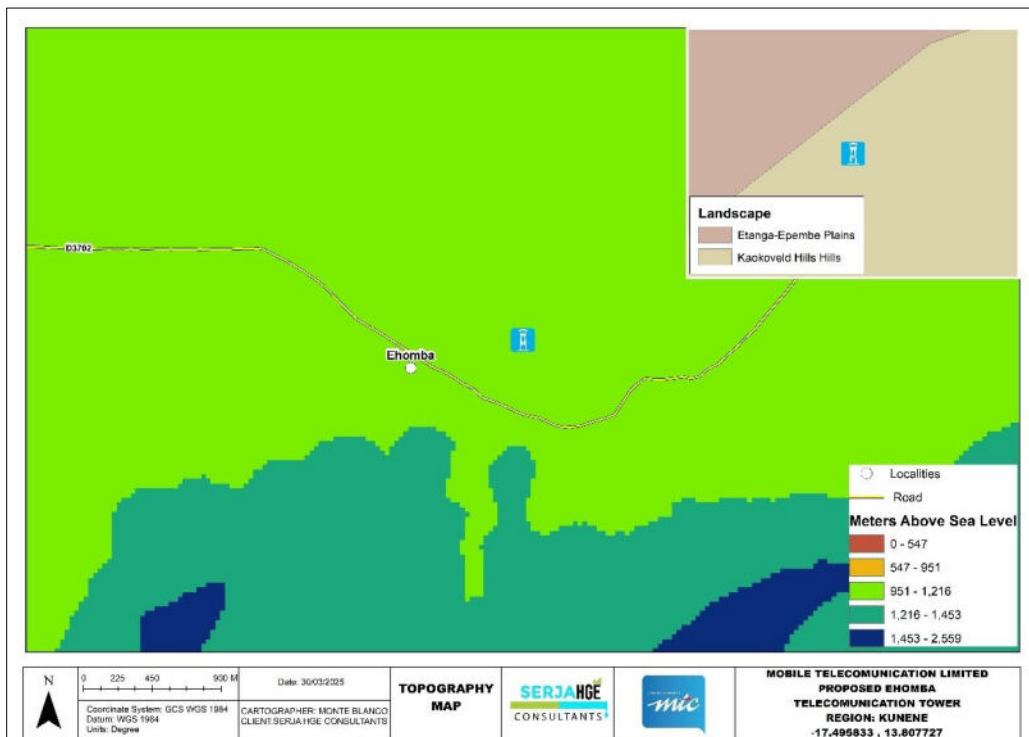 Landscape
Etanga-Epembe Plains
Kaokoveld Hills Hills
D3702
Ehomba
Localities
Road
Meters Above Sea Level
0 - 547
547 - 951
951 - 1,216
1,216 - 1,453
1,453 - 2,559
N
0 225 450 900 M
Coordinate System: GCS WGS 1984
Datum: WGS 1984
Units: Degree
Date: 30/03/2025
CARTOGRAPHER: MONTE BLANCO
CLIENT:SERJA HGE CONSULTANTS
TOPOGRAPHY
MAP
SERJAHGE
CONSULTANTS
MOBILE TELECOMUNICATION LIMITED
PROPOSED EHOMBA
TELECOMUNICATION TOWER
REGION: KUNENE
-17.495833 , 13.807727